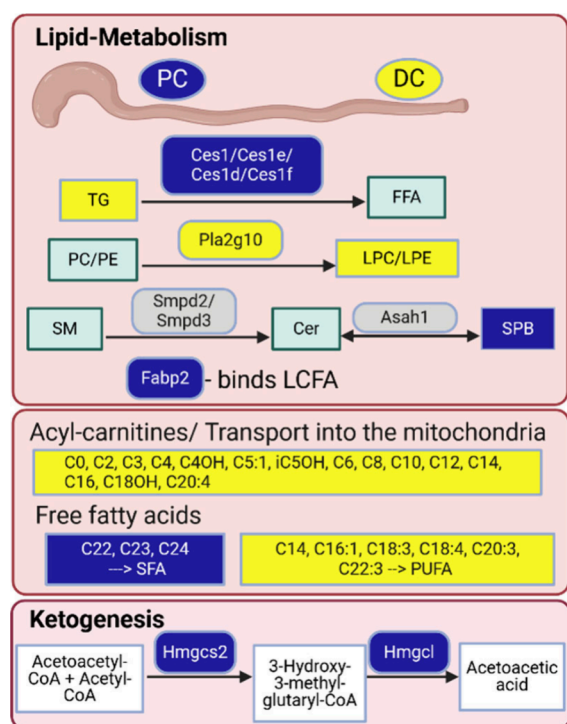 Lipid-Metabolism
PC
DC
Ces1/Ces1e/
Ces1d/Ces1f
TG
FFA
Pla2g10
PC/PE
LPC/LPE
Smpd2/
Smpd3
Asah1
SM
Cer
SPB
Fabp2 - binds LCFA
Acyl-carnitines/ Transport into the mitochondria
C0, C2, C3, C4, C4OH, C5:1, iC5OH, C6, C8, C10, C12, C14,
C16, C18OH, C20:4
Free fatty acids
C22, C23, C24
---> SFA
C14, C16:1, C18:3, C18:4, C20:3,
C22:3 --> PUFA
Ketogenesis
Acetoacetyl-
CoA + Acetyl-
CoA
Hmgcs2
3-Hydroxy-
3-methyl-
glutaryl-CoA
Hmgcl
Acetoacetic
acid